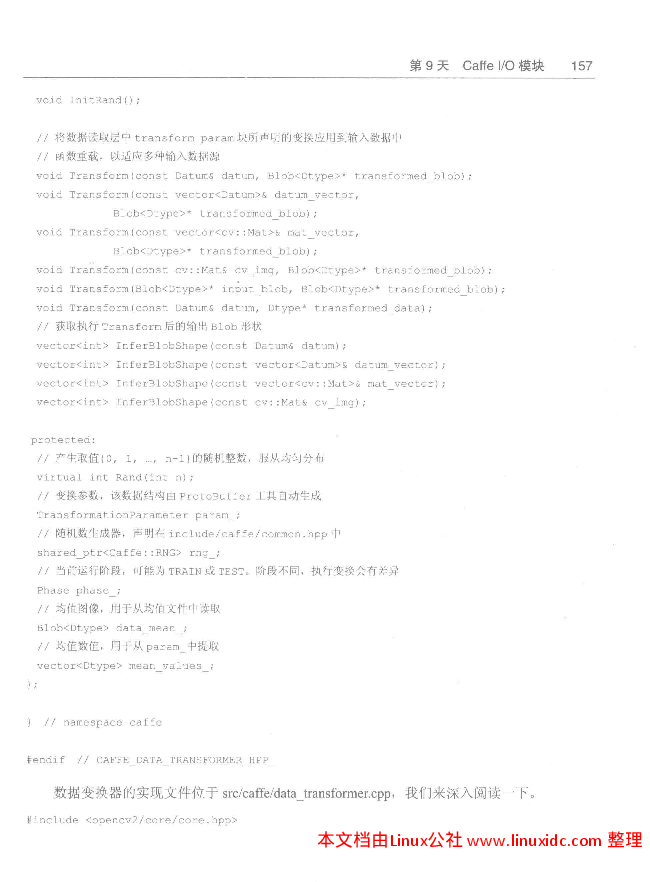 第 9 天 Caffe I/O 模块 157
void InitRand();
// 将数据读取层中 transform_param 块所声明的变换应用到输入数据中
// 函数重载，以适应多种输入数据源
void Transform(const Datum& datum, Blob<Dtype>* transformed_blob);
void Transform(const vector<Datum>& datum_vector,
Blob<Dtype>* transformed_blob);
void Transform(const vector<cv::Mat>& mat_vector,
Blob<Dtype>* transformed_blob);
void Transform(const cv::Mat& cv_img, Blob<Dtype>* transformed_blob);
void Transform(Blob<Dtype>* input_blob, Blob<Dtype>* transformed_blob);
void Transform(const Datum& datum, Dtype* transformed_data);
// 获取执行 Transform 后的输出 Blob 形状
vector<int> InferBlobShape(const Datum& datum);
vector<int> InferBlobShape(const vector<Datum>& datum_vector);
vector<int> InferBlobShape(const vector<cv::Mat>& mat_vector);
vector<int> InferBlobShape(const cv::Mat& cv_img);
protected:
// 产生取值{0, 1, …, n-1}的随机整数，服从均匀分布
virtual int Rand(int n);
// 变换参数，该数据结构由 ProtoBuffer 工具自动生成
TransformationParameter param_;
// 随机数生成器，声明在 include/caffe/common.hpp 中
shared_ptr<Caffe::RNG> rng_;
// 当前运行阶段，可能为 TRAIN 或 TEST。阶段不同，执行变换会有差异
Phase phase_;
// 均值图像，用于从均值文件中读取
Blob<Dtype> data_mean_;
// 均值数值，用于从 param_中提取
vector<Dtype> mean_values_;
};
} // namespace caffe
#endif // CAFFE_DATA_TRANSFORMER_HPP_
数据变换器的实现文件位于 src/caffe/data_transformer.cpp，我们来深入阅读一下。
#include <opencv2/core/core.hpp>
本文档由Linux公社 www.linuxidc.com 整理